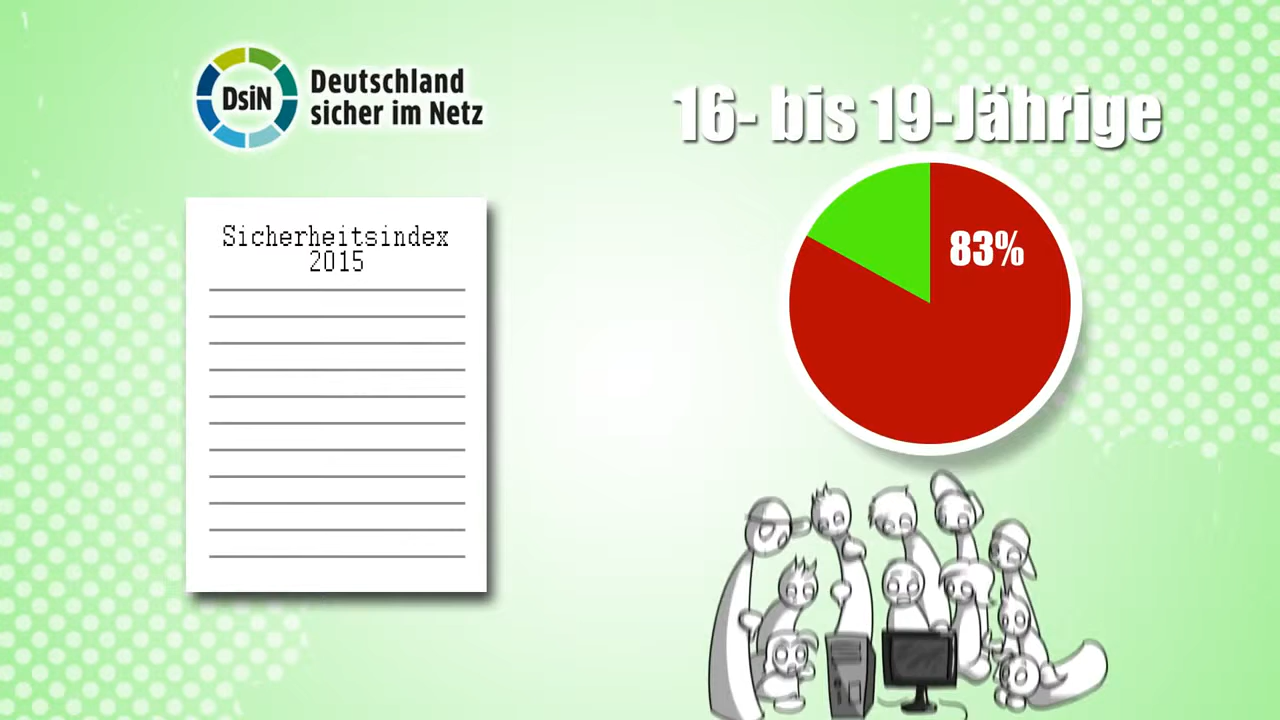 DsiN
Deutschland
sicher im Netz
Sicherheitsindex
2015
16- bis 19-Jährige
83%